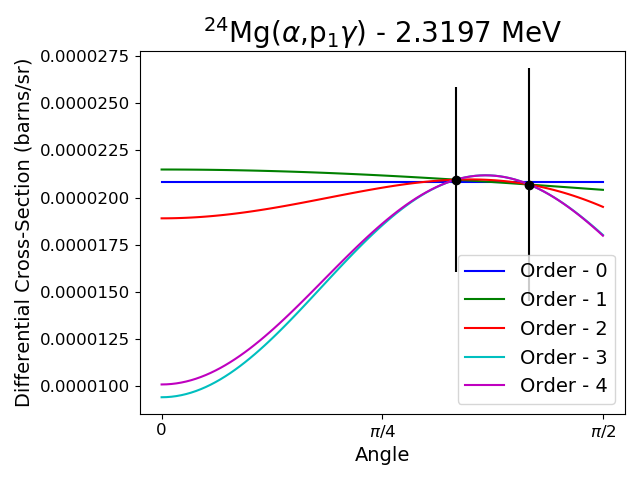 ²⁴Mg(α,p₁γ) - 2.3197 MeV
Differential Cross-Section (barns/sr)
0.0000275
0.0000250
0.0000225
0.0000200
0.0000175
0.0000150
0.0000125
0.0000100
Order - 0
Order - 1
Order - 2
Order - 3
Order - 4
0 π/4 π/2
Angle